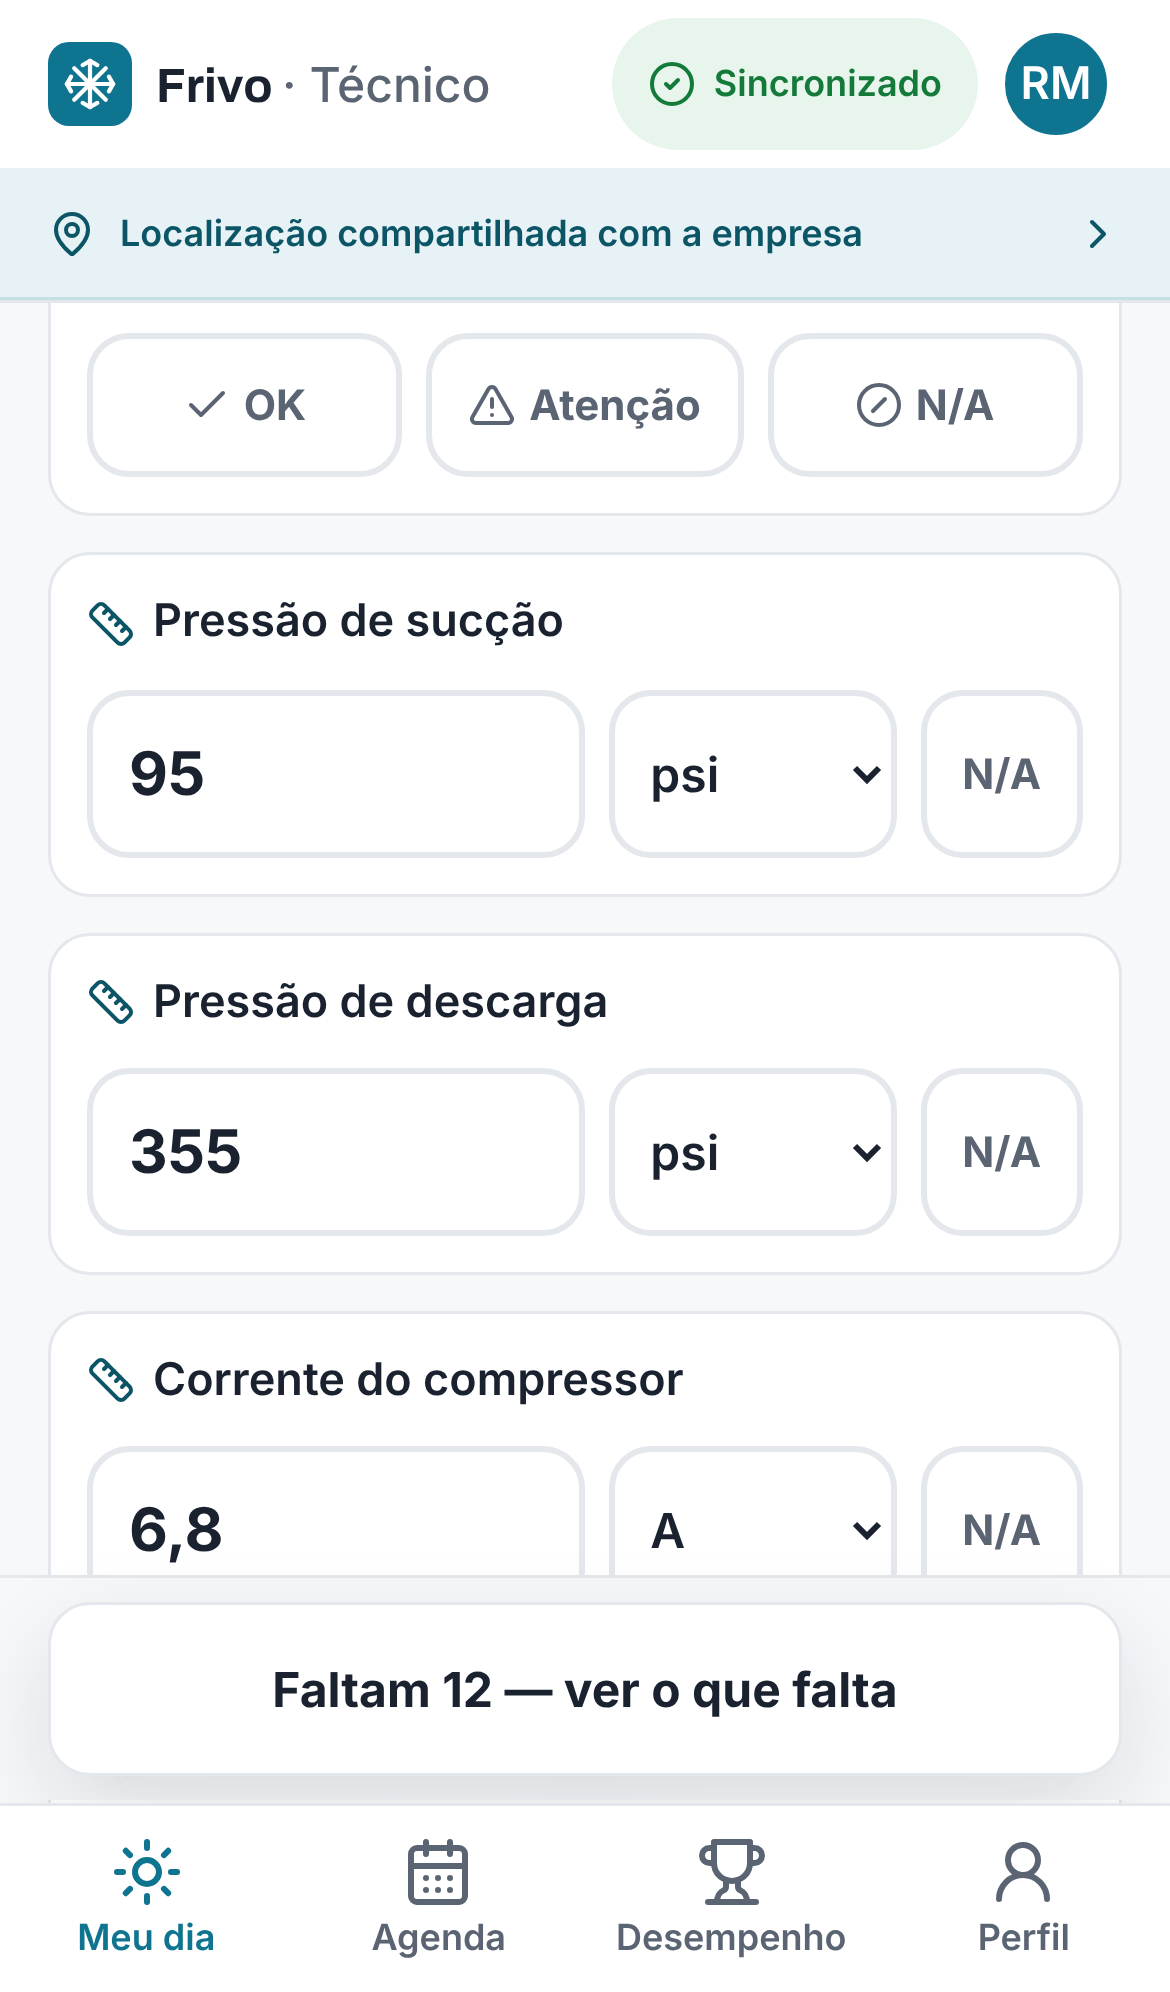 Frivo · Técnico
Sincronizado
RM
Localização compartilhada com a empresa
OK
Atenção
N/A
Pressão de sucção
95
psi
N/A
Pressão de descarga
355
psi
N/A
Corrente do compressor
6,8
A
N/A
Faltam 12 — ver o que falta
Meu dia
Agenda
Desempenho
Perfil